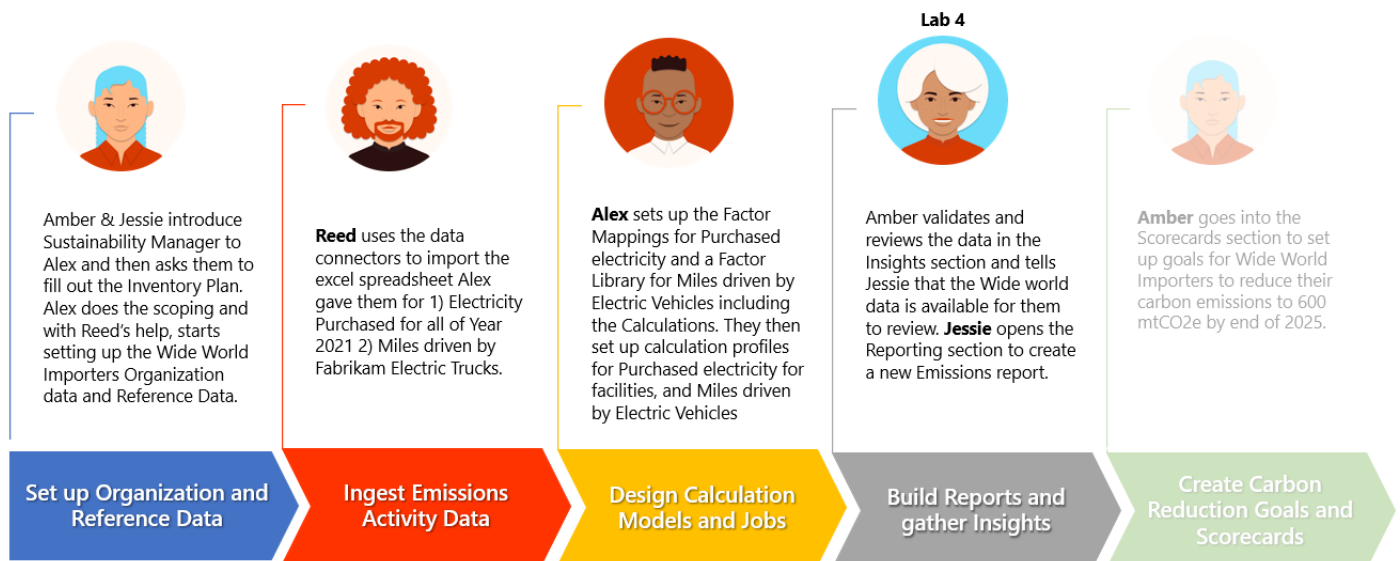 Lab 4
Amber & Jessie introduce
Sustainability Manager to
Alex and then asks them to
fill out the Inventory Plan.
Alex does the scoping and
with Reed's help, starts
setting up the Wide World
Importers Organization
data and Reference Data.
Reed uses the data
connectors to import the
excel spreadsheet Alex
gave them for 1) Electricity
Purchased for all of Year
2021 2) Miles driven by
Fabrikam Electric Trucks.
Alex sets up the Factor
Mappings for Purchased
electricity and a Factor
Library for Miles driven by
Electric Vehicles including
the Calculations. They then
set up calculation profiles
for Purchased electricity for
facilities, and Miles driven
by Electric Vehicles
Amber validates and
reviews the data in the
Insights section and tells
Jessie that the Wide world
data is available for them
to review. Jessie opens the
Reporting section to create
a new Emissions report.
Amber goes into the
Scorecards section to set
up goals for Wide World
Importers to reduce their
carbon emissions to 600
mtCO2e by end of 2025.
Set up Organization and
Reference Data
Ingest Emissions
Activity Data
Design Calculation
Models and Jobs
Build Reports and
gather Insights
Create Carbon
Reduction Goals and
Scorecards